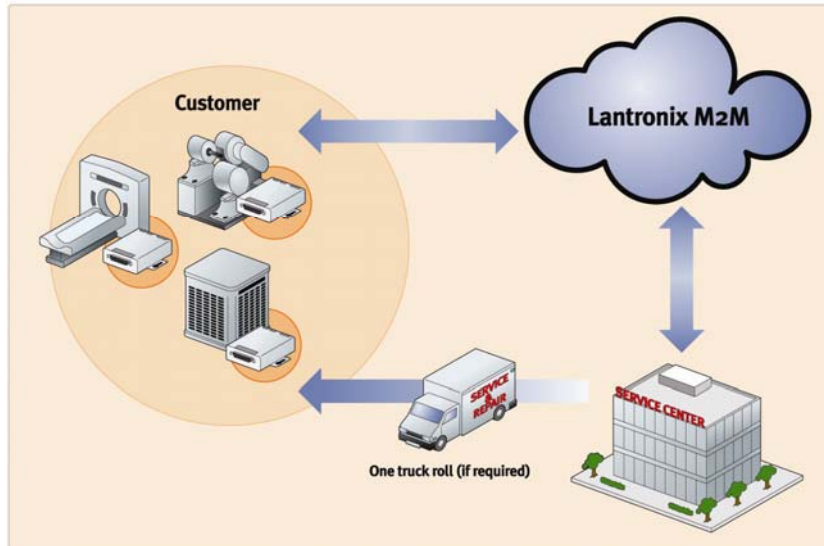 Customer
Lantronix M2M
SERVICE
&
REPAIR
SERVICE CENTER
One truck roll (if required)